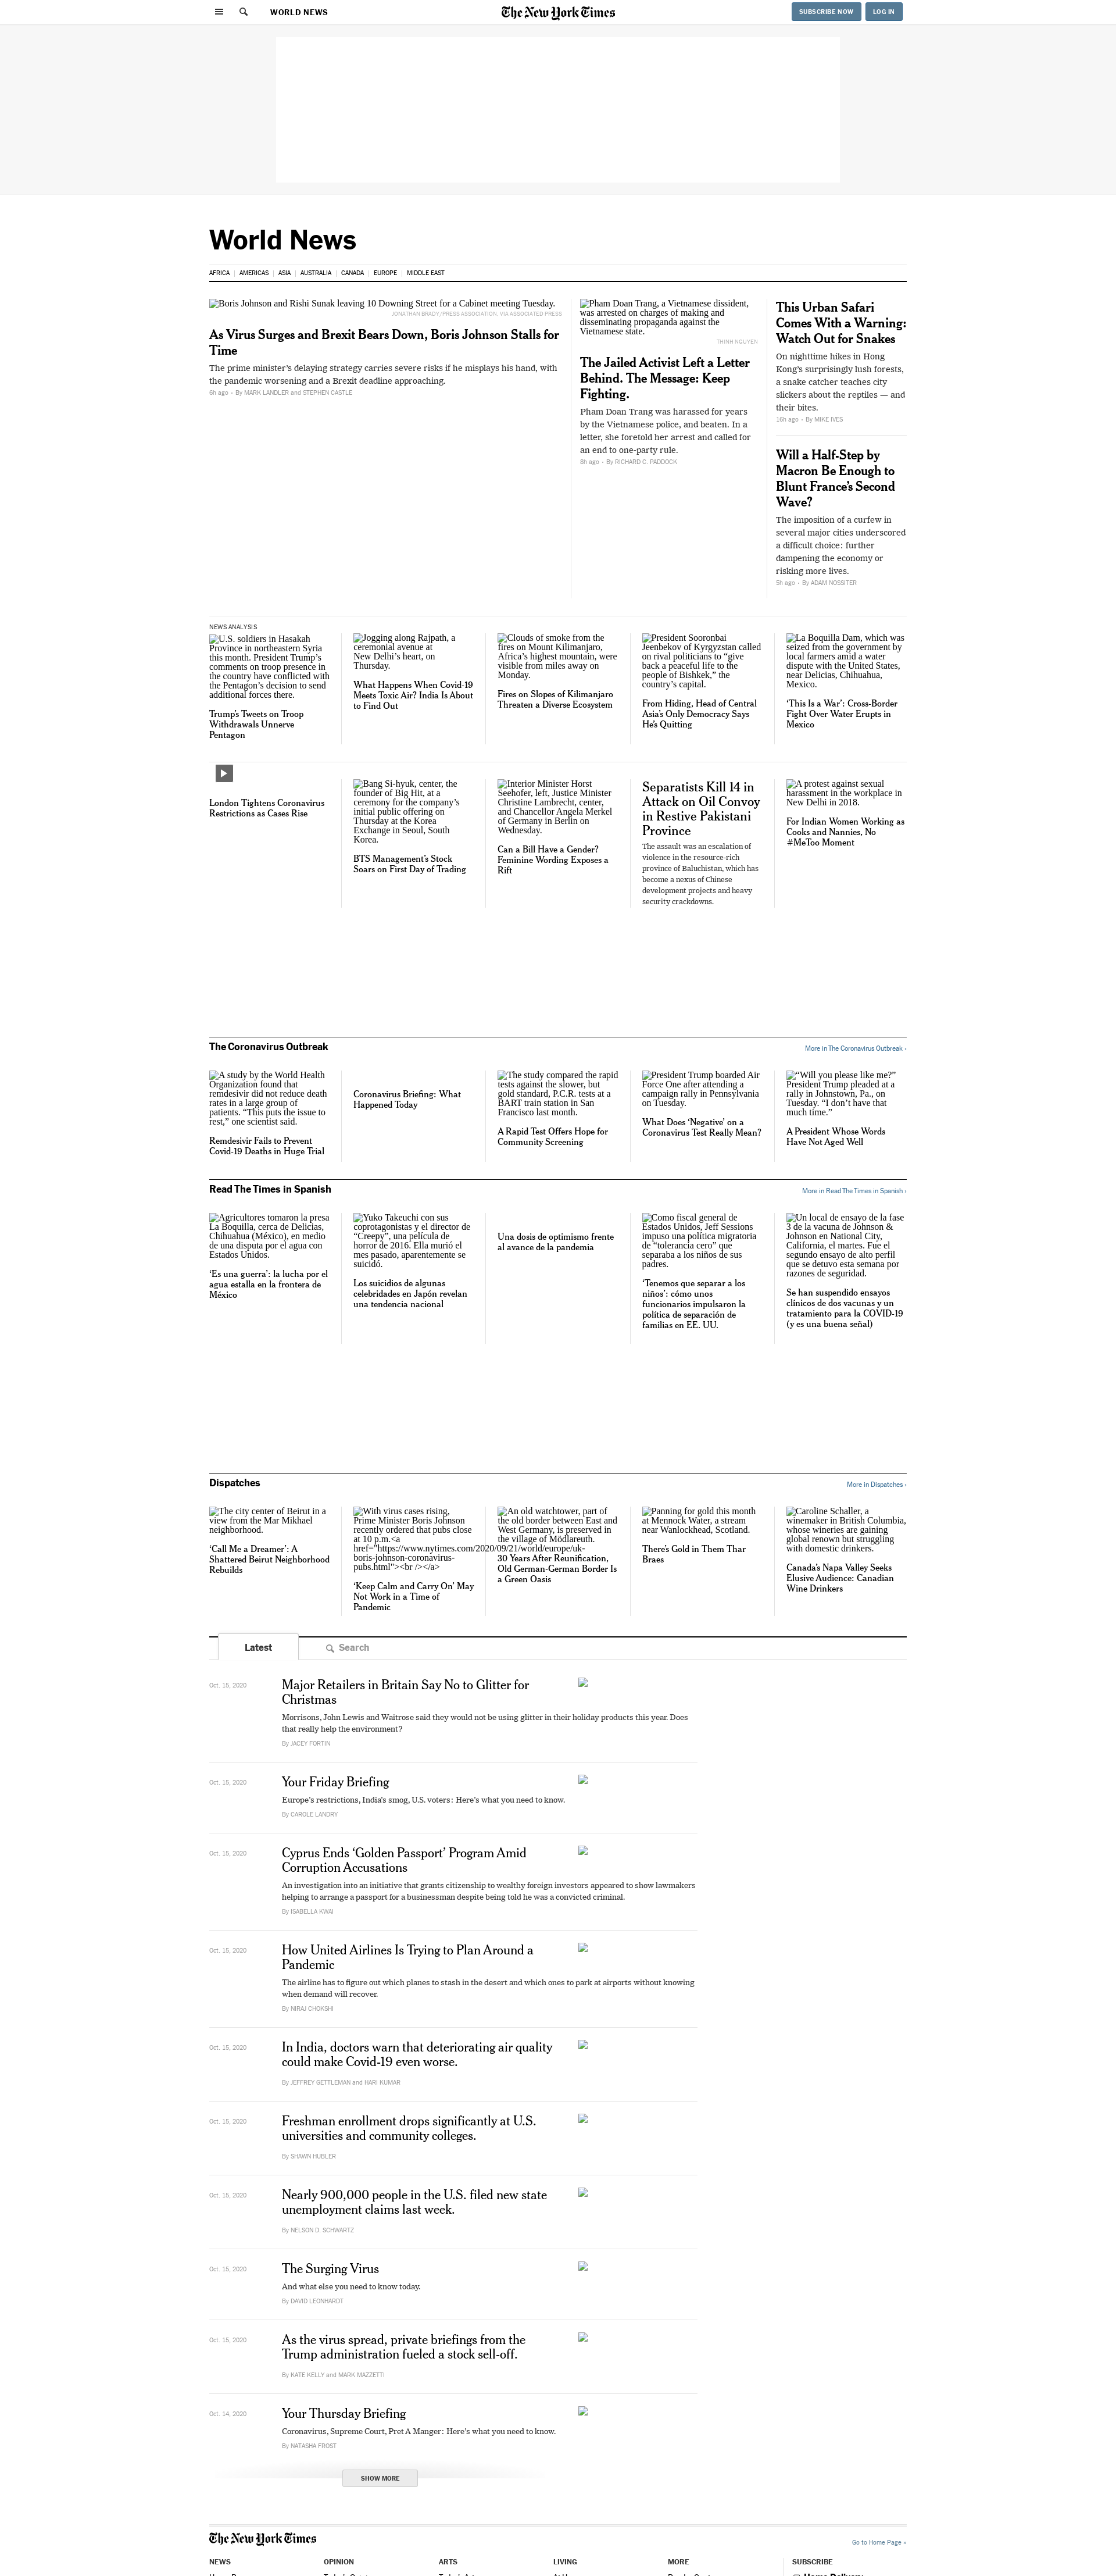 WORLD NEWS
The New York Times
SUBSCRIBE NOW
LOG IN
World News
AFRICA
AMERICAS
ASIA
AUSTRALIA
CANADA
EUROPE
MIDDLE EAST
Boris Johnson and Rishi Sunak leaving 10 Downing Street for a Cabinet meeting Tuesday.
JONATHAN BRADY/PRESS ASSOCIATION, VIA ASSOCIATED PRESS
As Virus Surges and Brexit Bears Down, Boris Johnson Stalls for
Time
The prime minister's delaying strategy carries severe risks if he misplays his hand, with
the pandemic worsening and a Brexit deadline approaching.
6h ago • By MARK LANDLER and STEPHEN CASTLE
Pham Doan Trang, a Vietnamese dissident,
was arrested on charges of making and
disseminating propaganda against the
Vietnamese state.
THINH NGUYEN
The Jailed Activist Left a Letter
Behind. The Message: Keep
Fighting.
Pham Doan Trang was harassed for years
by the Vietnamese police, and beaten. In a
letter, she foretold her arrest and called for
an end to one-party rule.
8h ago • By RICHARD C. PADDOCK
This Urban Safari
Comes With a Warning:
Watch Out for Snakes
On nighttime hikes in Hong
Kong's surprisingly lush forests,
a snake catcher teaches city
slickers about the reptiles — and
their bites.
16h ago • By MIKE IVES
Will a Half-Step by
Macron Be Enough to
Blunt France's Second
Wave?
The imposition of a curfew in
several major cities underscored
a difficult choice: further
dampening the economy or
risking more lives.
5h ago • By ADAM NOSSITER
NEWS ANALYSIS
U.S. soldiers in Hasakah
Province in northeastern Syria
this month. President Trump's
comments on troop presence in
the country have conflicted with
the Pentagon's decision to send
additional forces there.
Trump's Tweets on Troop
Withdrawals Unnerve
Pentagon
Jogging along Rajpath, a
ceremonial avenue at
New Delhi's heart, on
Thursday.
What Happens When Covid-19
Meets Toxic Air? India Is About
to Find Out
Clouds of smoke from the
fires on Mount Kilimanjaro,
Africa's highest mountain, were
visible from miles away on
Monday.
Fires on Slopes of Kilimanjaro
Threaten a Diverse Ecosystem
President Sooronbai
Jeenbekov of Kyrgyzstan called
on rival politicians to “give
back a peaceful life to the
people of Bishkek,” the
country's capital.
From Hiding, Head of Central
Asia's Only Democracy Says
He's Quitting
La Boquilla Dam, which was
seized from the government by
local farmers amid a water
dispute with the United States,
near Delicias, Chihuahua,
Mexico.
‘This Is a War’: Cross-Border
Fight Over Water Erupts in
Mexico
London Tightens Coronavirus
Restrictions as Cases Rise
Bang Si-hyuk, center, the
founder of Big Hit, at a
ceremony for the company's
initial public offering on
Thursday at the Korea
Exchange in Seoul, South
Korea.
BTS Management's Stock
Soars on First Day of Trading
Interior Minister Horst
Seehofer, left, Justice Minister
Christine Lambrecht, center,
and Chancellor Angela Merkel
of Germany in Berlin on
Wednesday.
Can a Bill Have a Gender?
Feminine Wording Exposes a
Rift
Separatists Kill 14 in
Attack on Oil Convoy
in Restive Pakistani
Province
The assault was an escalation of
violence in the resource-rich
province of Baluchistan, which has
become a nexus of Chinese
development projects and heavy
security crackdowns.
A protest against sexual
harassment in the workplace in
New Delhi in 2018.
For Indian Women Working as
Cooks and Nannies, No
#MeToo Moment
The Coronavirus Outbreak
More in The Coronavirus Outbreak ›
A study by the World Health
Organization found that
remdesivir did not reduce death
rates in a large group of
patients. “This puts the issue to
rest,” one scientist said.
Remdesivir Fails to Prevent
Covid-19 Deaths in Huge Trial
Coronavirus Briefing: What
Happened Today
The study compared the rapid
tests against the slower, but
gold standard, P.C.R. tests at a
BART train station in San
Francisco last month.
A Rapid Test Offers Hope for
Community Screening
President Trump boarded Air
Force One after attending a
campaign rally in Pennsylvania
on Tuesday.
What Does ‘Negative’ on a
Coronavirus Test Really Mean?
“Will you please like me?”
President Trump pleaded at a
rally in Johnstown, Pa., on
Tuesday. “I don't have that
much time.”
A President Whose Words
Have Not Aged Well
Read The Times in Spanish
More in Read The Times in Spanish ›
Agricultores tomaron la presa
La Boquilla, cerca de Delicias,
Chihuahua (México), en medio
de una disputa por el agua con
Estados Unidos.
‘Es una guerra’: la lucha por el
agua estalla en la frontera de
México
Yuko Takeuchi con sus
coprotagonistas y el director de
“Creepy”, una película de
horror de 2016. Ella murió el
mes pasado, aparentemente se
suicidó.
Los suicidios de algunas
celebridades en Japón revelan
una tendencia nacional
Una dosis de optimismo frente
al avance de la pandemia
Como fiscal general de
Estados Unidos, Jeff Sessions
impuso una política migratoria
de “tolerancia cero” que
separaba a los niños de sus
padres.
‘Tenemos que separar a los
niños’: cómo unos
funcionarios impulsaron la
política de separación de
familias en EE. UU.
Un local de ensayo de la fase
3 de la vacuna de Johnson &
Johnson en National City,
California, el martes. Fue el
segundo ensayo de alto perfil
que se detuvo esta semana por
razones de seguridad.
Se han suspendido ensayos
clínicos de dos vacunas y un
tratamiento para la COVID-19
(y es una buena señal)
Dispatches
More in Dispatches ›
The city center of Beirut in a
view from the Mar Mikhael
neighborhood.
‘Call Me a Dreamer’: A
Shattered Beirut Neighborhood
Rebuilds
With virus cases rising,
Prime Minister Boris Johnson
recently ordered that pubs close
at 10 p.m.<a
href="https://www.nytimes.com/2020/09/21/world/europe/uk-
boris-johnson-coronavirus-
pubs.html"><br /></a>
‘Keep Calm and Carry On’ May
Not Work in a Time of
Pandemic
An old watchtower, part of
the old border between East and
West Germany, is preserved in
the village of Mödlareuth.
30 Years After Reunification,
Old German-German Border Is
a Green Oasis
Panning for gold this month
at Mennock Water, a stream
near Wanlockhead, Scotland.
There's Gold in Them Thar
Braes
Caroline Schaller, a
winemaker in British Columbia,
whose wineries are gaining
global renown but struggling
with domestic drinkers.
Canada's Napa Valley Seeks
Elusive Audience: Canadian
Wine Drinkers
Latest
Search
Oct. 15, 2020
Major Retailers in Britain Say No to Glitter for
Christmas
Morrisons, John Lewis and Waitrose said they would not be using glitter in their holiday products this year. Does
that really help the environment?
By JACEY FORTIN
Oct. 15, 2020
Your Friday Briefing
Europe's restrictions, India's smog, U.S. voters: Here's what you need to know.
By CAROLE LANDRY
Oct. 15, 2020
Cyprus Ends ‘Golden Passport’ Program Amid
Corruption Accusations
An investigation into an initiative that grants citizenship to wealthy foreign investors appeared to show lawmakers
helping to arrange a passport for a businessman despite being told he was a convicted criminal.
By ISABELLA KWAI
Oct. 15, 2020
How United Airlines Is Trying to Plan Around a
Pandemic
The airline has to figure out which planes to stash in the desert and which ones to park at airports without knowing
when demand will recover.
By NIRAJ CHOKSHI
Oct. 15, 2020
In India, doctors warn that deteriorating air quality
could make Covid-19 even worse.
By JEFFREY GETTLEMAN and HARI KUMAR
Oct. 15, 2020
Freshman enrollment drops significantly at U.S.
universities and community colleges.
By SHAWN HUBLER
Oct. 15, 2020
Nearly 900,000 people in the U.S. filed new state
unemployment claims last week.
By NELSON D. SCHWARTZ
Oct. 15, 2020
The Surging Virus
And what else you need to know today.
By DAVID LEONHARDT
Oct. 15, 2020
As the virus spread, private briefings from the
Trump administration fueled a stock sell-off.
By KATE KELLY and MARK MAZZETTI
Oct. 14, 2020
Your Thursday Briefing
Coronavirus, Supreme Court, Pret A Manger: Here's what you need to know.
By NATASHA FROST
SHOW MORE
The New York Times
Go to Home Page »
NEWS
OPINION
ARTS
LIVING
MORE
SUBSCRIBE